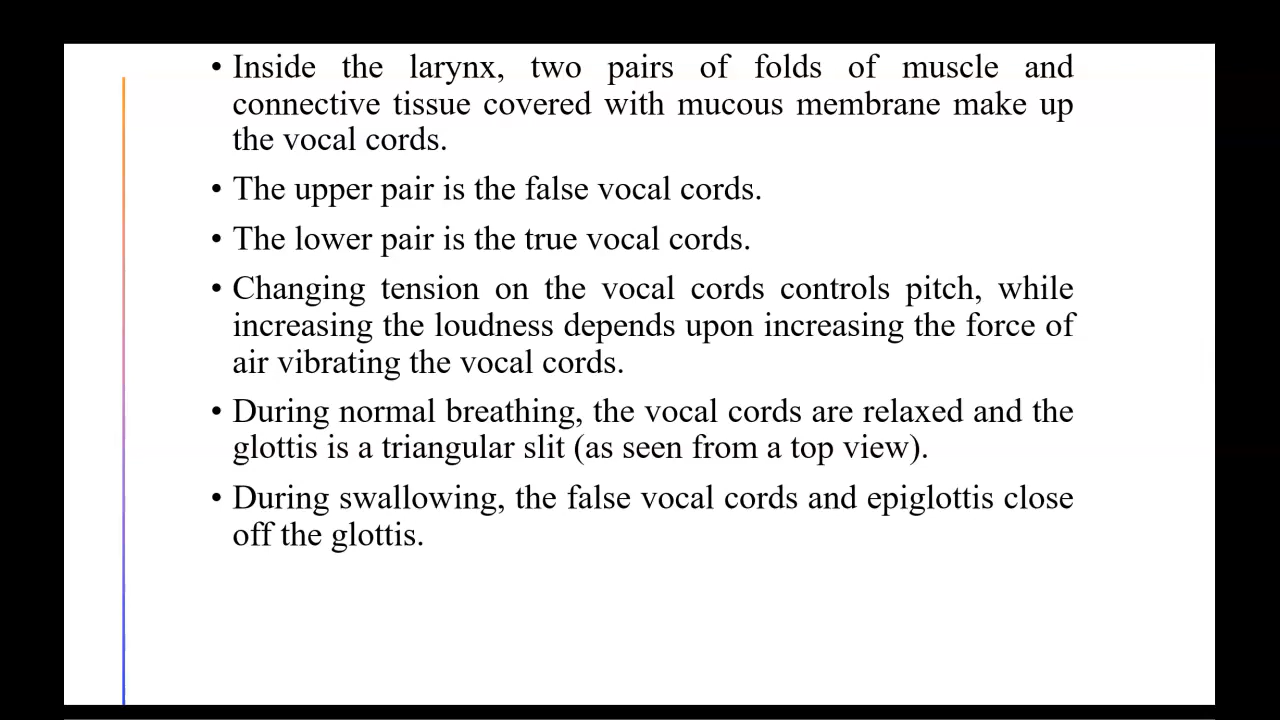 • Inside the larynx, two pairs of folds of muscle and
connective tissue covered with mucous membrane make up
the vocal cords.
• The upper pair is the false vocal cords.
• The lower pair is the true vocal cords.
• Changing tension on the vocal cords controls pitch, while
increasing the loudness depends upon increasing the force of
air vibrating the vocal cords.
• During normal breathing, the vocal cords are relaxed and the
glottis is a triangular slit (as seen from a top view).
• During swallowing, the false vocal cords and epiglottis close
off the glottis.